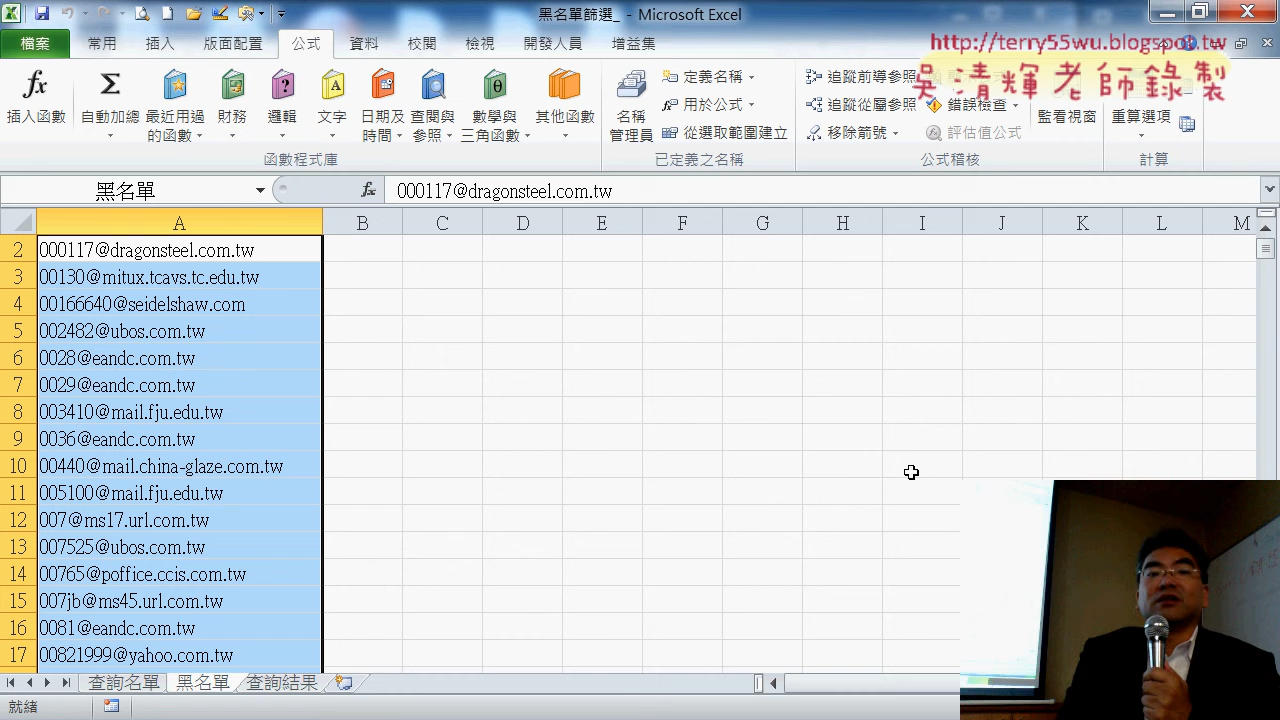 黑名單篩選_ - Microsoft Excel
檔案 常用 插入 版面配置 公式 資料 校閱 檢視 開發人員 增益集
http://terry55wu.blogspot.tw
吳清輝老師錄製
插入函數 自動加總 最近用過的函數 財務 邏輯 文字 日期及時間 查閱與參照 數學與三角函數 其他函數
函數程式庫
名稱管理員 定義名稱 用於公式 從選取範圍建立
已定義之名稱
追蹤前導參照
追蹤從屬參照 錯誤檢查
移除箭號 評估值公式 監看視窗
公式稽核
重算選項
計算
黑名單 fx 000117@dragonsteel.com.tw
A B C D E F G H I J K L M
2 000117@dragonsteel.com.tw
3 00130@mitux.tcavs.tc.edu.tw
4 00166640@seidelshaw.com
5 002482@ubos.com.tw
6 0028@eandc.com.tw
7 0029@eandc.com.tw
8 003410@mail.fju.edu.tw
9 0036@eandc.com.tw
10 00440@mail.china-glaze.com.tw
11 005100@mail.fju.edu.tw
12 007@ms17.url.com.tw
13 007525@ubos.com.tw
14 00765@poffice.ccis.com.tw
15 007jb@ms45.url.com.tw
16 0081@eandc.com.tw
17 00821999@yahoo.com.tw
查詢名單 黑名單 查詢結果
就緒